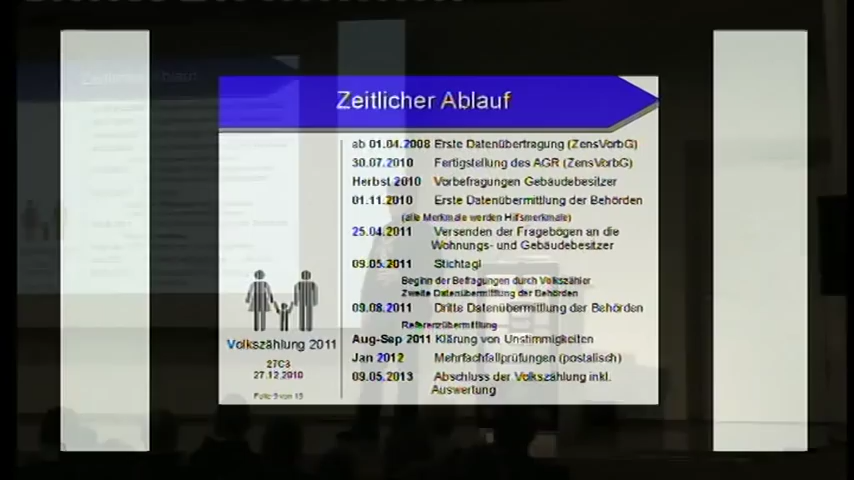 Zeitlicher Ablauf
ab 01.04.2008 Erste Datenübertragung (ZensVorbG)
30.07.2010 Fertigstellung des AGR (ZensVorbG)
Herbst 2010 Vorbefragungen Gebäudebesitzer
01.11.2010 Erste Datenübermittlung der Behörden
(alle Merkmale werden Hilfsmerkmale)
25.04.2011 Versenden der Fragebögen an die
Wohnungs- und Gebäudebesitzer
09.05.2011 Stichtag!
Beginn der Befragungen durch Volkszähler
Zweite Datenübermittlung der Behörden
09.08.2011 Dritte Datenübermittlung der Behörden
Referenzübermittlung
Aug-Sep 2011 Klärung von Unstimmigkeiten
Jan 2012 Mehrfachfallprüfungen (postalisch)
09.05.2013 Abschluss der Volkszählung inkl.
Auswertung
Volkszählung 2011
27C3
27.12.2010